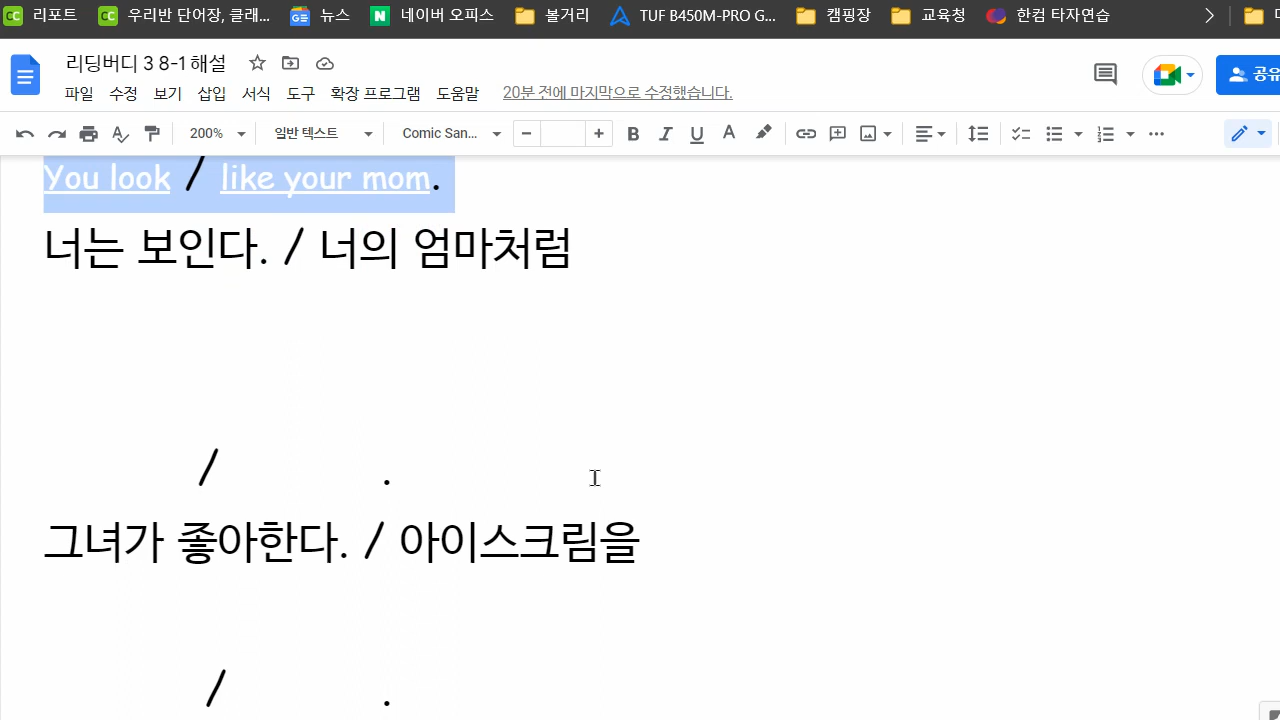 리포트 우리반 단어장, 클래... 뉴스 네이버 오피스 볼거리 TUF B450M-PRO G... 캠핑장 교육청 한컴 타자연습
리딩버디 3 8-1 해설
파일 수정 보기 삽입 서식 도구 확장 프로그램 도움말 20분 전에 마지막으로 수정했습니다.
공유
200% 일반 텍스트 Comic San...
You look / like your mom.
너는 보인다. / 너의 엄마처럼
/ .
그녀가 좋아한다. / 아이스크림을
/ .